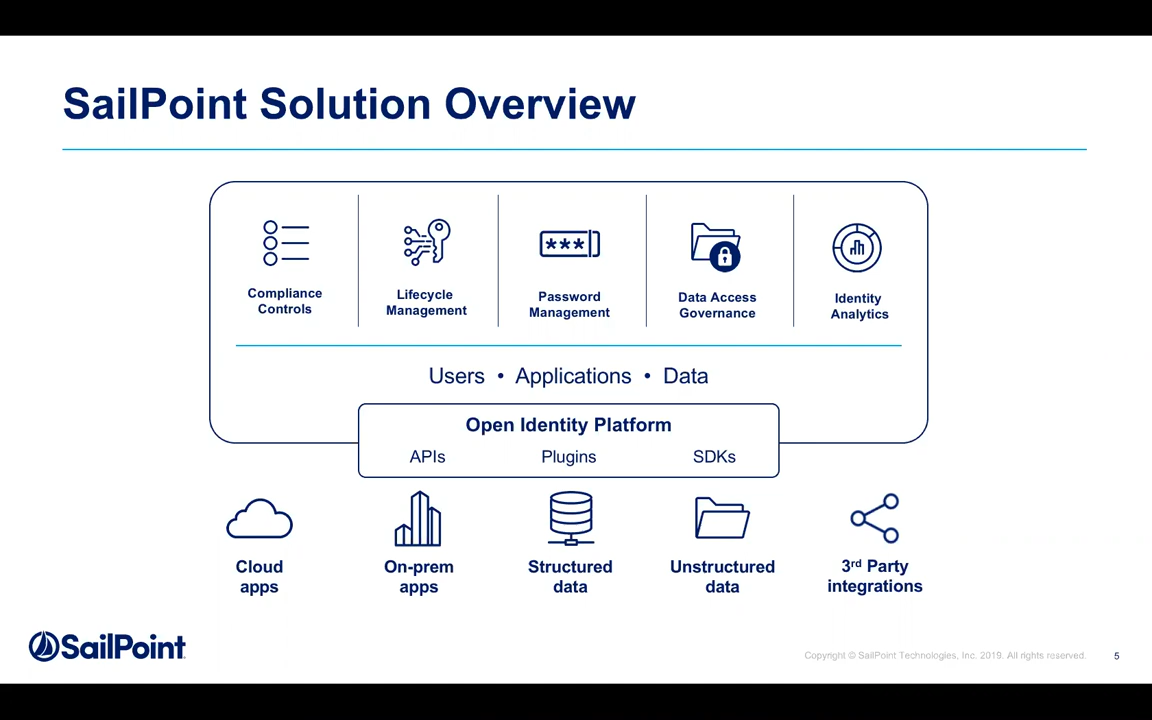 SailPoint Solution Overview
Compliance
Controls
Lifecycle
Management
***
Password
Management
Data Access
Governance
Identity
Analytics
Users • Applications • Data
Open Identity Platform
APIs Plugins SDKs
Cloud
apps
On-prem
apps
Structured
data
Unstructured
data
3rd Party
integrations
SailPoint
Copyright © SailPoint Technologies, Inc. 2019. All rights reserved.
5